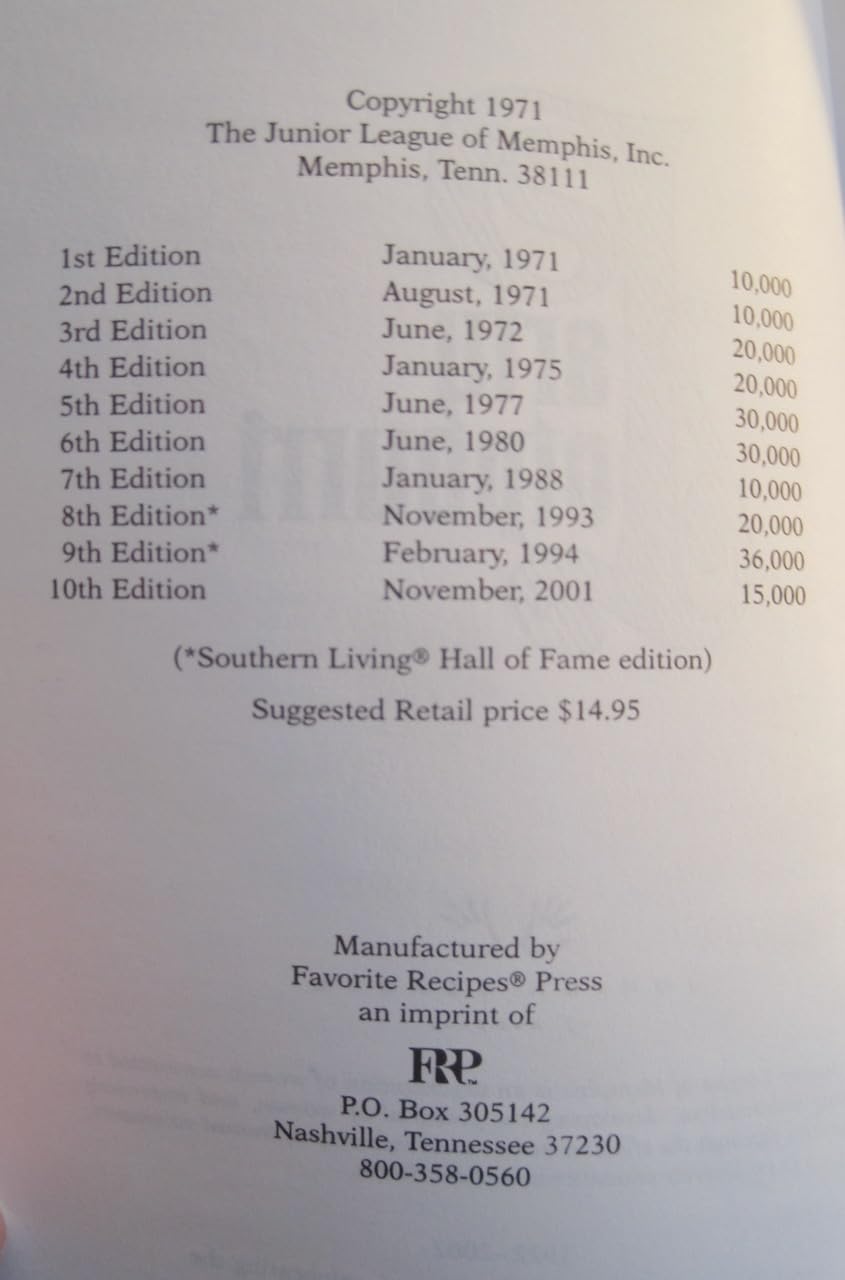 Copyright 1971
The Junior League of Memphis, Inc.
Memphis, Tenn. 38111
1st Edition January, 1971 10,000
2nd Edition August, 1971 10,000
3rd Edition June, 1972 20,000
4th Edition January, 1975 20,000
5th Edition June, 1977 30,000
6th Edition June, 1980 30,000
7th Edition January, 1988 10,000
8th Edition* November, 1993 20,000
9th Edition* February, 1994 36,000
10th Edition November, 2001 15,000
(*Southern Living® Hall of Fame edition)
Suggested Retail price $14.95
Manufactured by
Favorite Recipes® Press
an imprint of
FRP™
P.O. Box 305142
Nashville, Tennessee 37230
800-358-0560